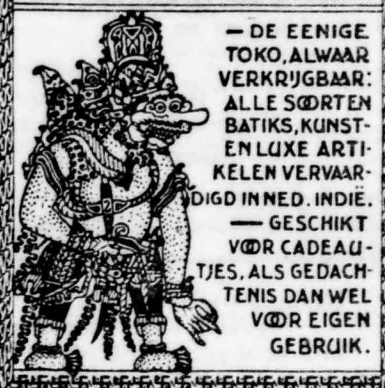 — DE EENIGE
TOKO, ALWAAR
VERKRIJGBAAR:
ALLE SOORTEN
BATIKS, KUNST-
EN LUXE ARTI-
KELEN VERVAAR-
DIGD IN NED. INDIË.
— GESCHIKT
VOOR CADEAU-
TJES, ALS GEDACH-
TENIS DAN WEL
VOOR EIGEN
GEBRUIK.